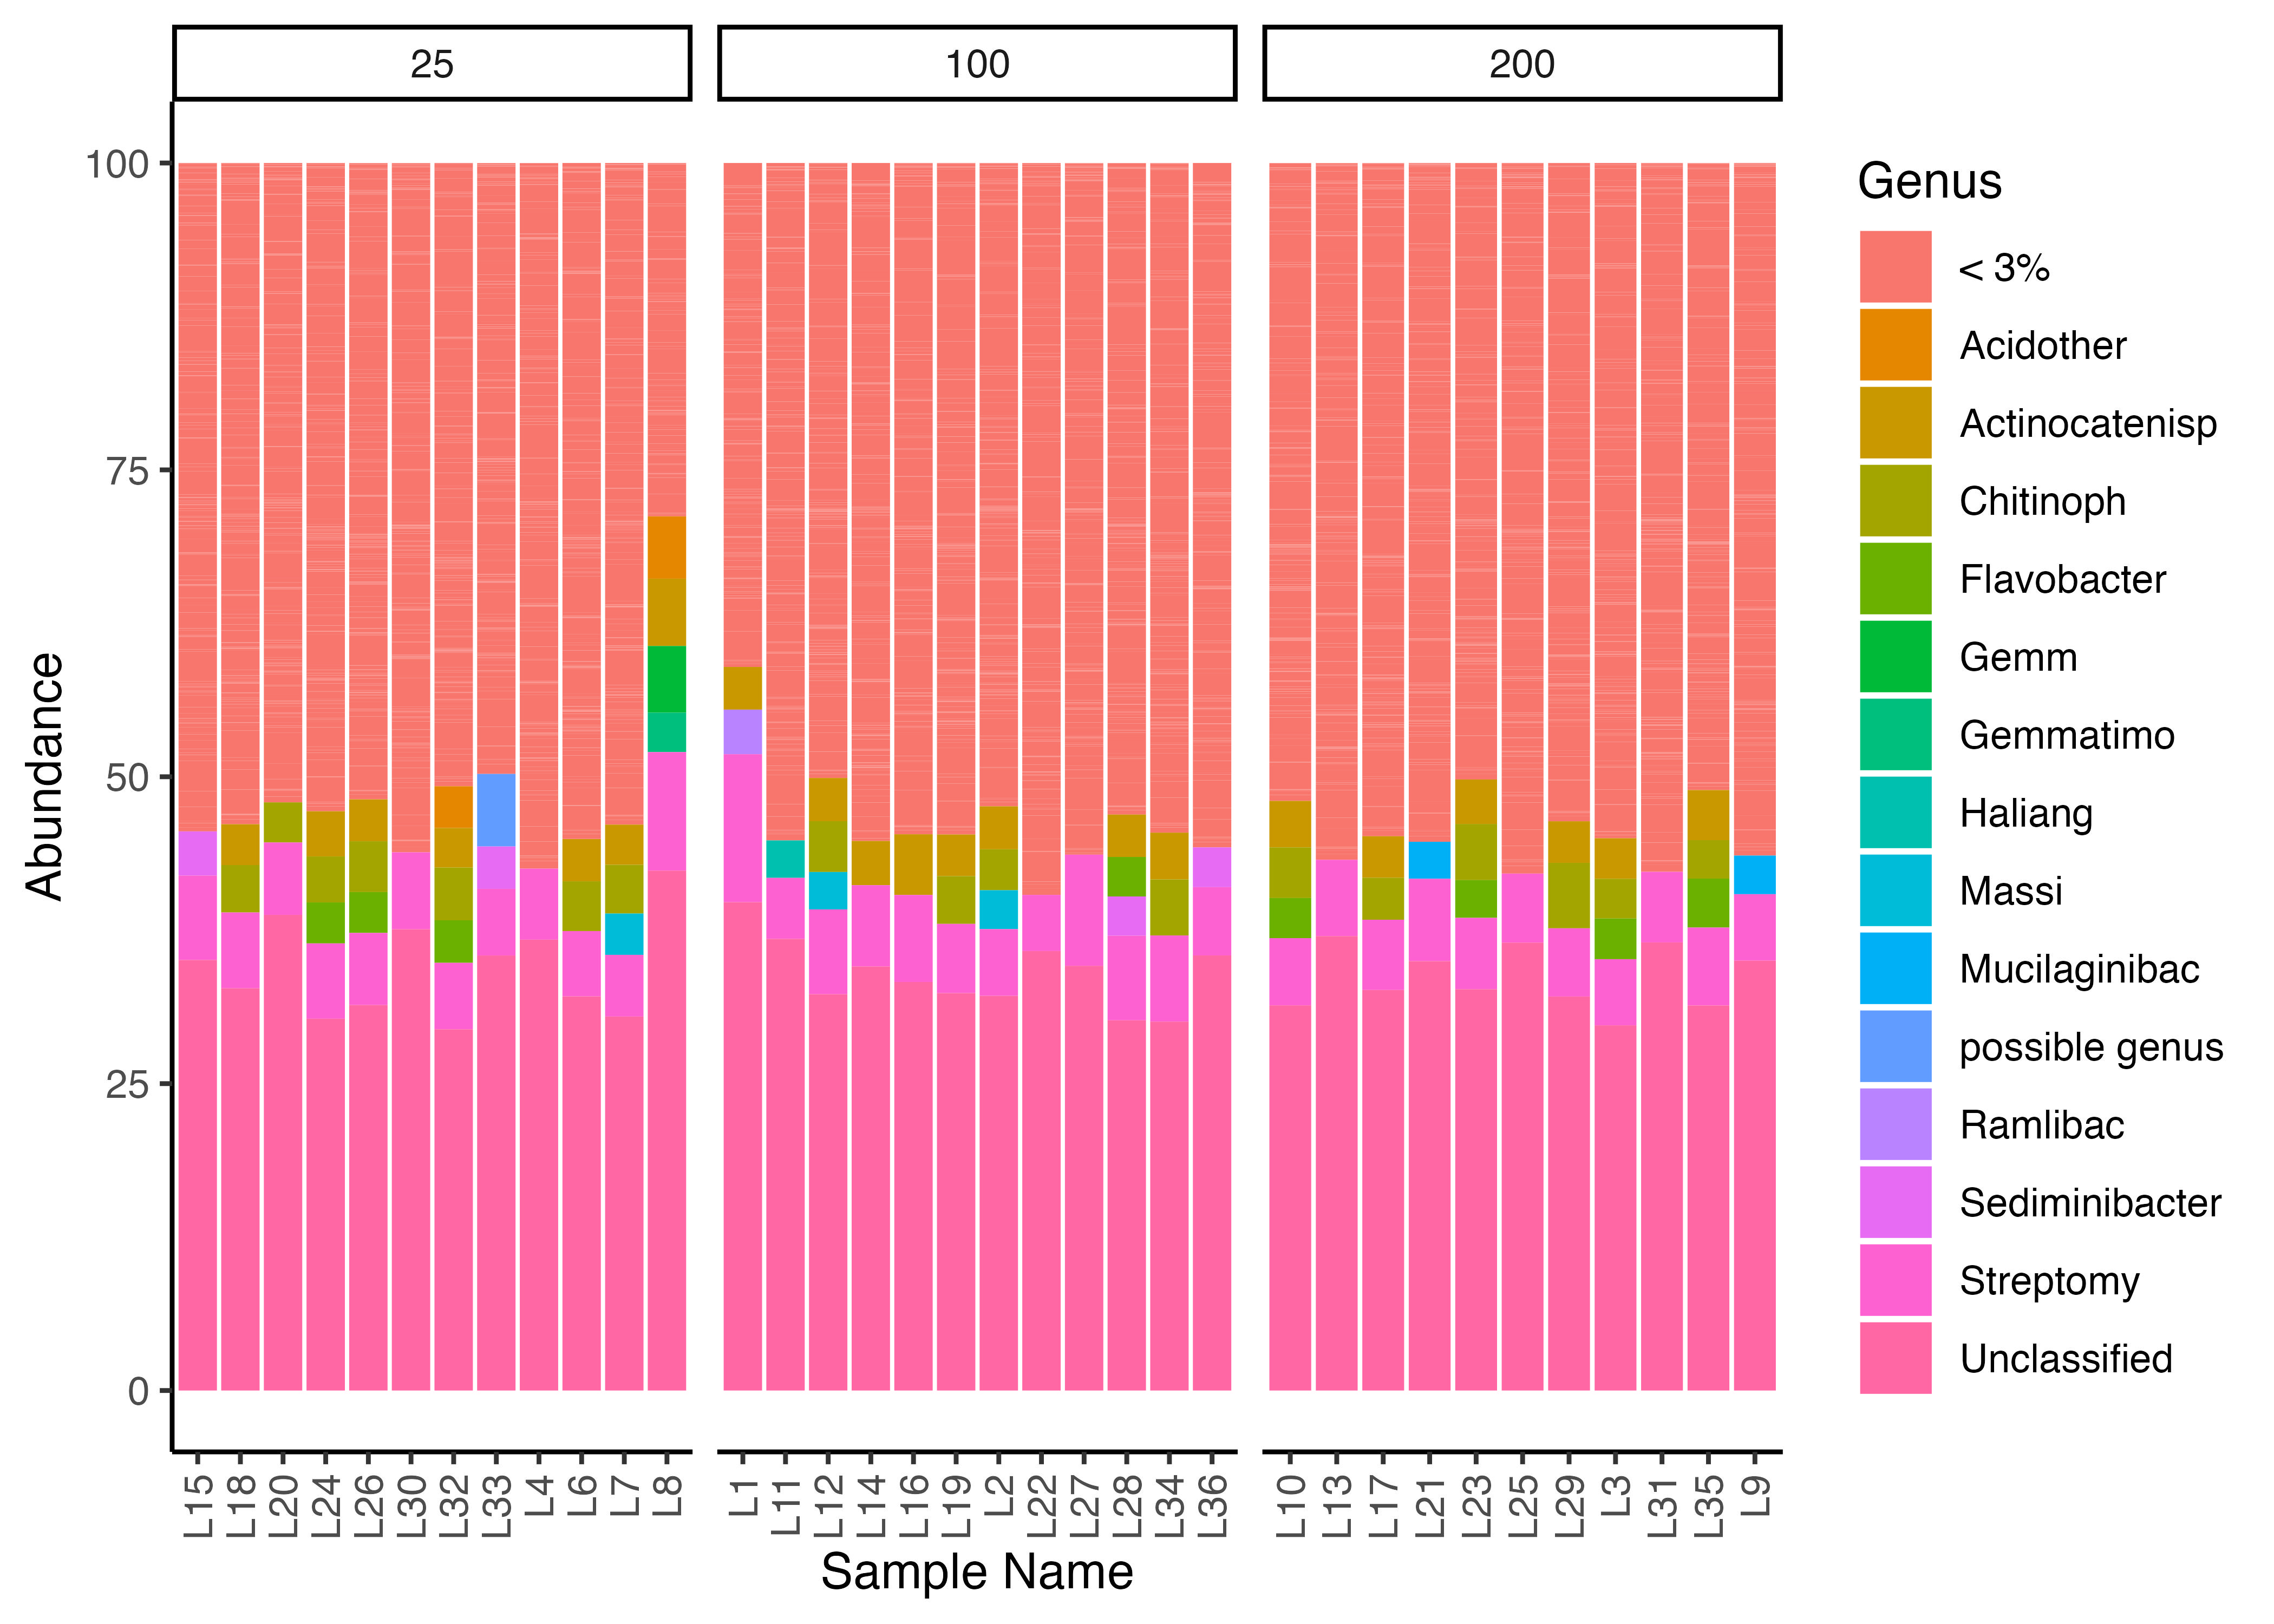 25
100
200
100
75
50
25
0
Abundance
L15 L18 L20 L24 L26 L30 L32 L33 L4 L6 L7 L8
L1 L11 L12 L14 L16 L19 L2 L22 L27 L28 L34 L36
L10 L13 L17 L21 L23 L25 L29 L3 L31 L35 L9
Sample Name
Genus
< 3%
Acidother
Actinocatenisp
Chitinoph
Flavobacter
Gemm
Gemmatimo
Haliang
Massi
Mucilaginibac
possible genus
Ramlibac
Sediminibacter
Streptomy
Unclassified